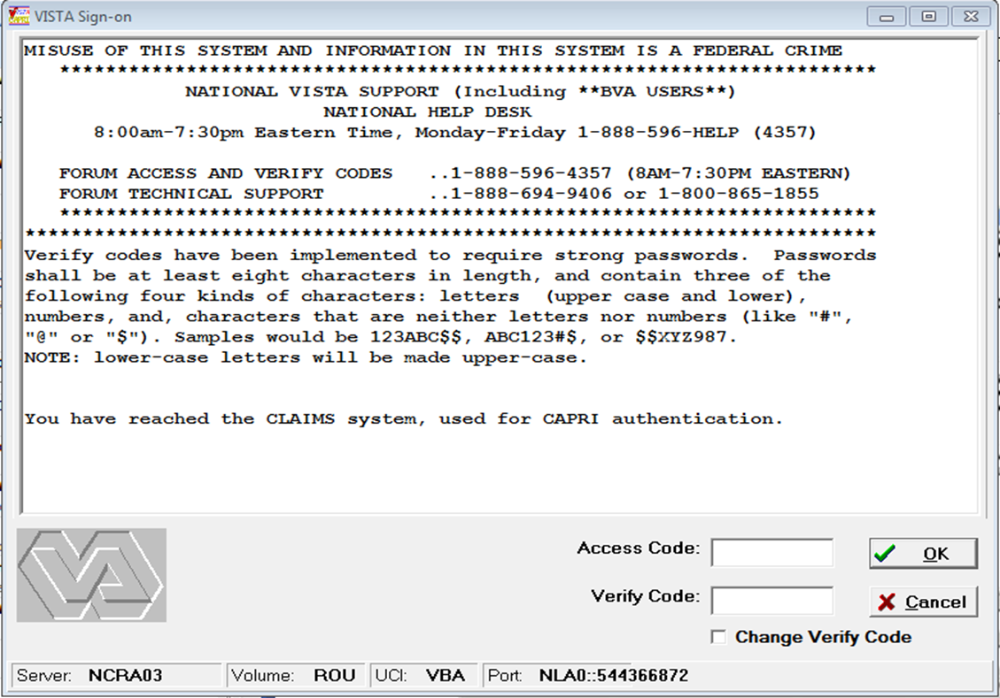 VISTA Sign-on
MISUSE OF THIS SYSTEM AND INFORMATION IN THIS SYSTEM IS A FEDERAL CRIME
***********************************************************************
NATIONAL VISTA SUPPORT (Including **BVA USERS**)
NATIONAL HELP DESK
8:00am-7:30pm Eastern Time, Monday-Friday 1-888-596-HELP (4357)
FORUM ACCESS AND VERIFY CODES ..1-888-596-4357 (8AM-7:30PM EASTERN)
FORUM TECHNICAL SUPPORT ..1-888-694-9406 or 1-800-865-1855
***********************************************************************
**************************************************************************
Verify codes have been implemented to require strong passwords. Passwords
shall be at least eight characters in length, and contain three of the
following four kinds of characters: letters (upper case and lower),
numbers, and, characters that are neither letters nor numbers (like "#",
"@" or "$"). Samples would be 123ABC$$, ABC123#$, or $$XYZ987.
NOTE: lower-case letters will be made upper-case.
You have reached the CLAIMS system, used for CAPRI authentication.
VA
Access Code:
OK
Verify Code:
Cancel
Change Verify Code
Server: NCRA03 Volume: ROU UCI: VBA Port: NLA0::544366872